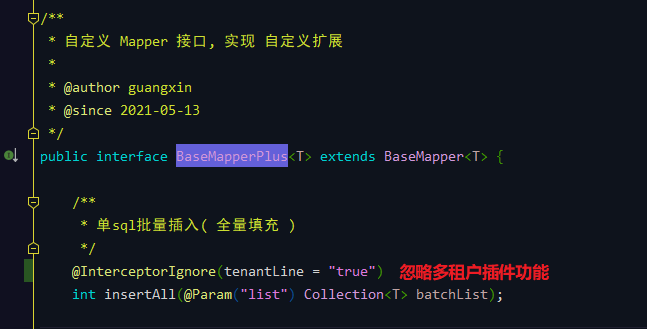 /**
* 自定义 Mapper 接口, 实现 自定义扩展
*
* @author guangxin
* @since 2021-05-13
*/
public interface BaseMapperPlus<T> extends BaseMapper<T> {
/**
* 单sql批量插入( 全量填充 )
*/
@InterceptorIgnore(tenantLine = "true") 忽略多租户插件功能
int insertAll(@Param("list") Collection<T> batchList);